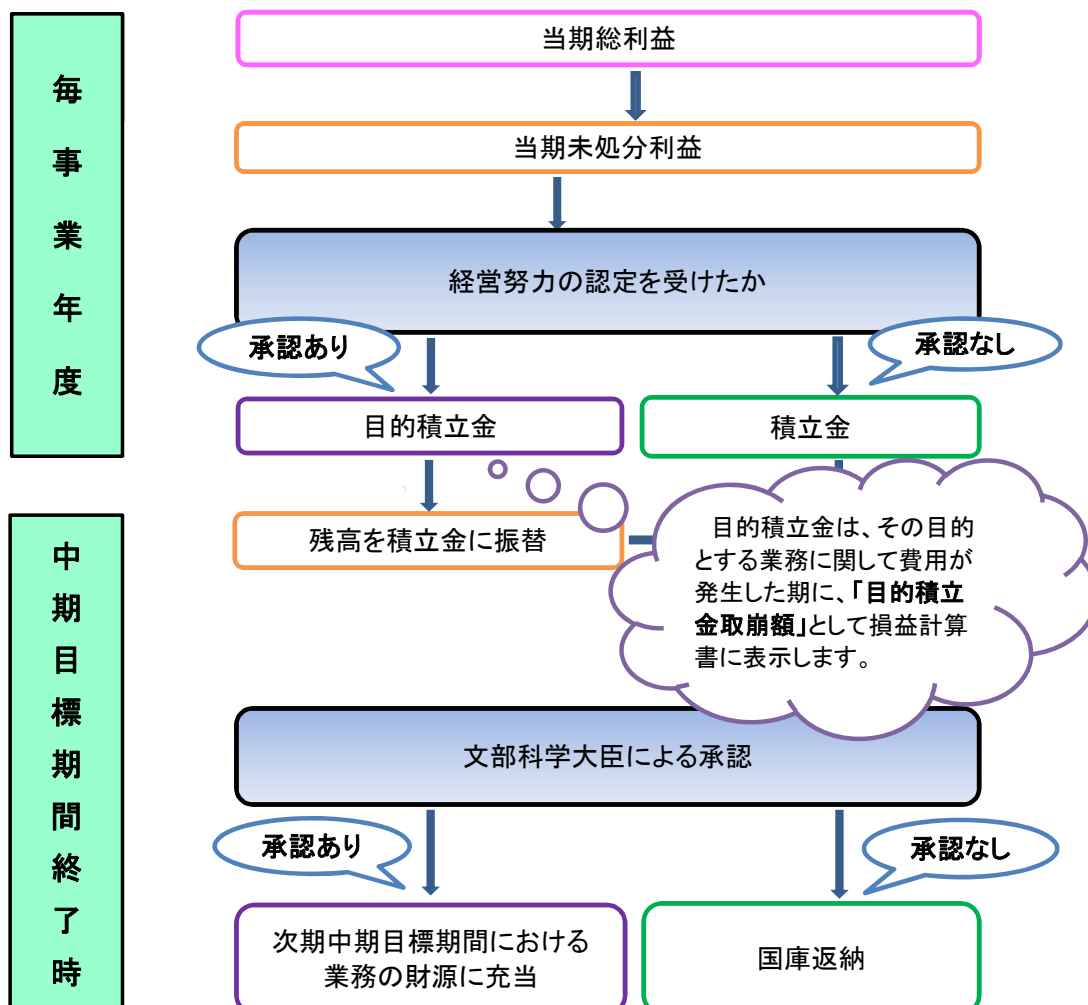 毎事業年度
当期総利益
当期未処分利益
経営努力の認定を受けたか
承認あり
承認なし
目的積立金
積立金
中期目標期間終了時
残高を積立金に振替
目的積立金は、その目的
とする業務に関して費用が
発生した期に、「目的積立
金取崩額」として損益計算
書に表示します。
文部科学大臣による承認
承認あり
承認なし
次期中期目標期間における
業務の財源に充当
国庫返納